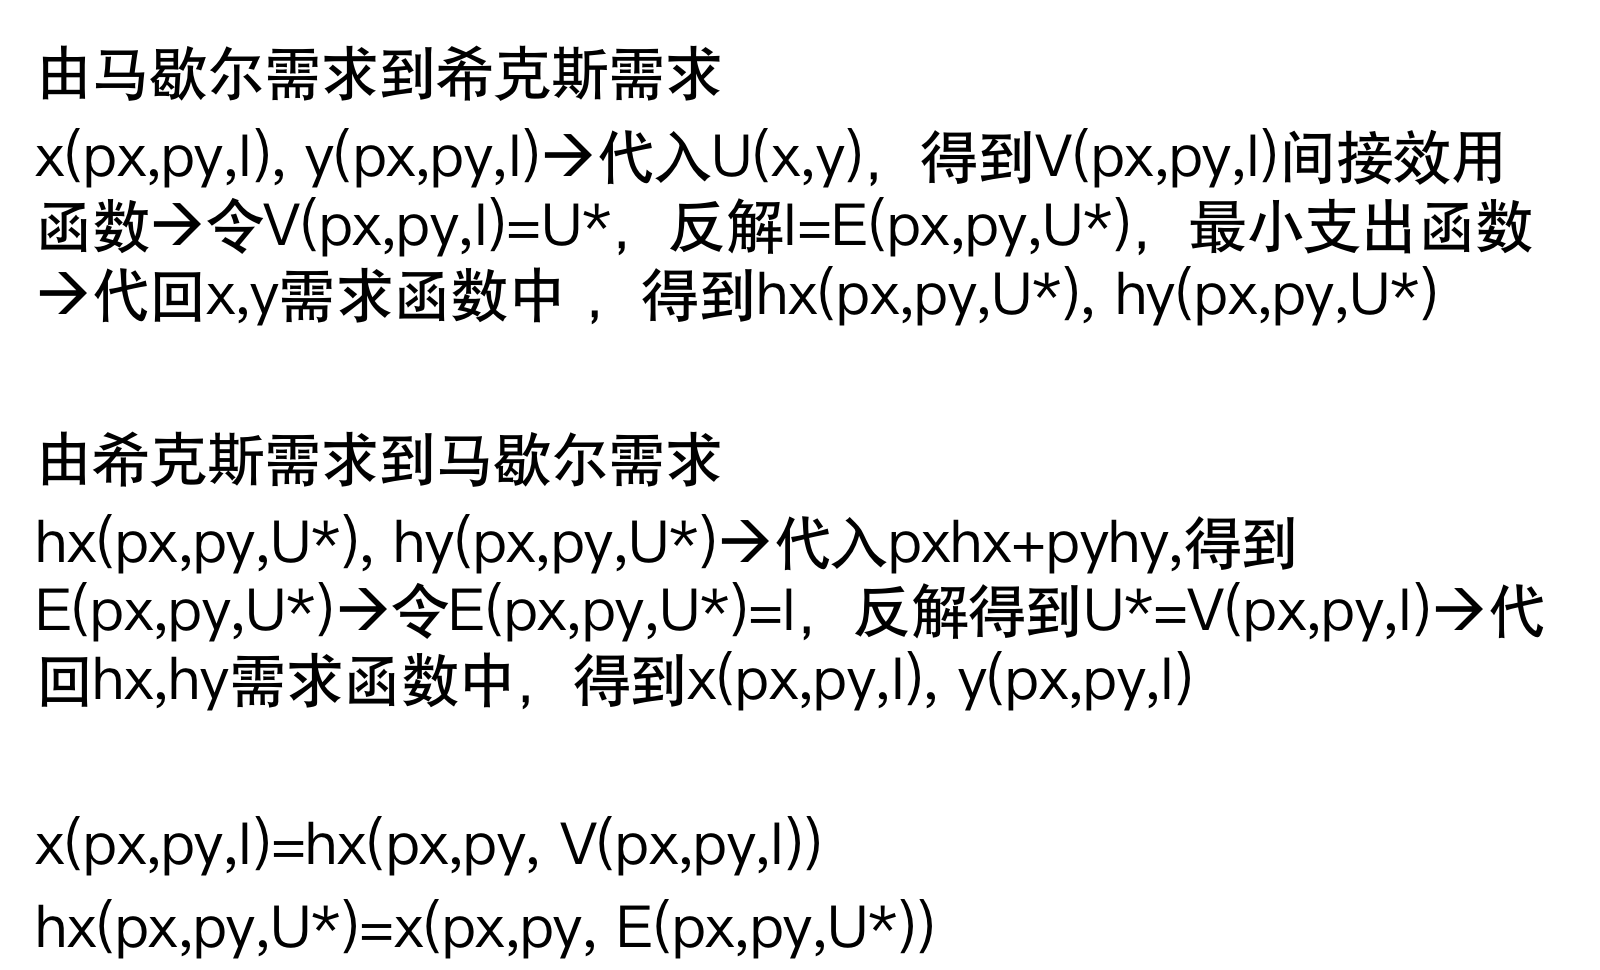 由马歇尔需求到希克斯需求
x(px,py,I), y(px,py,I)→代入U(x,y)，得到V(px,py,I)间接效用
函数→令V(px,py,I)=U*，反解I=E(px,py,U*)，最小支出函数
→代回x,y需求函数中 ，得到hx(px,py,U*), hy(px,py,U*)
由希克斯需求到马歇尔需求
hx(px,py,U*), hy(px,py,U*)→代入pxhx+pyhy,得到
E(px,py,U*)→令E(px,py,U*)=I，反解得到U*=V(px,py,I)→代
回hx,hy需求函数中，得到x(px,py,I), y(px,py,I)
x(px,py,I)=hx(px,py, V(px,py,I))
hx(px,py,U*)=x(px,py, E(px,py,U*))